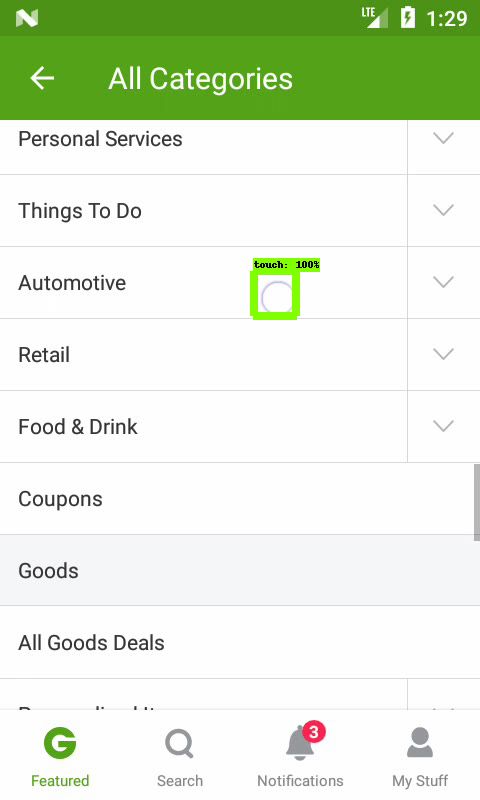 LTE
1:29
All Categories
Personal Services
Things To Do
touch: 100%
Automotive
Retail
Food & Drink
Coupons
Goods
All Goods Deals
G
3
Featured
Search
Notifications
My Stuff